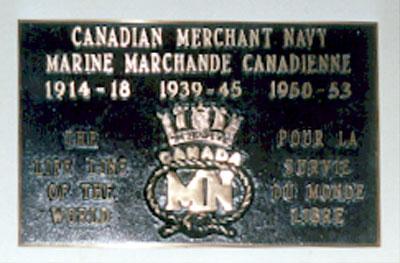 CANADIAN MERCHANT NAVY
MARINE MARCHANDE CANADIENNE
1914-18 1939-45 1950-53
THE
LIFE LINE
OF THE
WORLD
CANADA
MN
POUR LA
SURVIE
DU MONDE
LIBRE